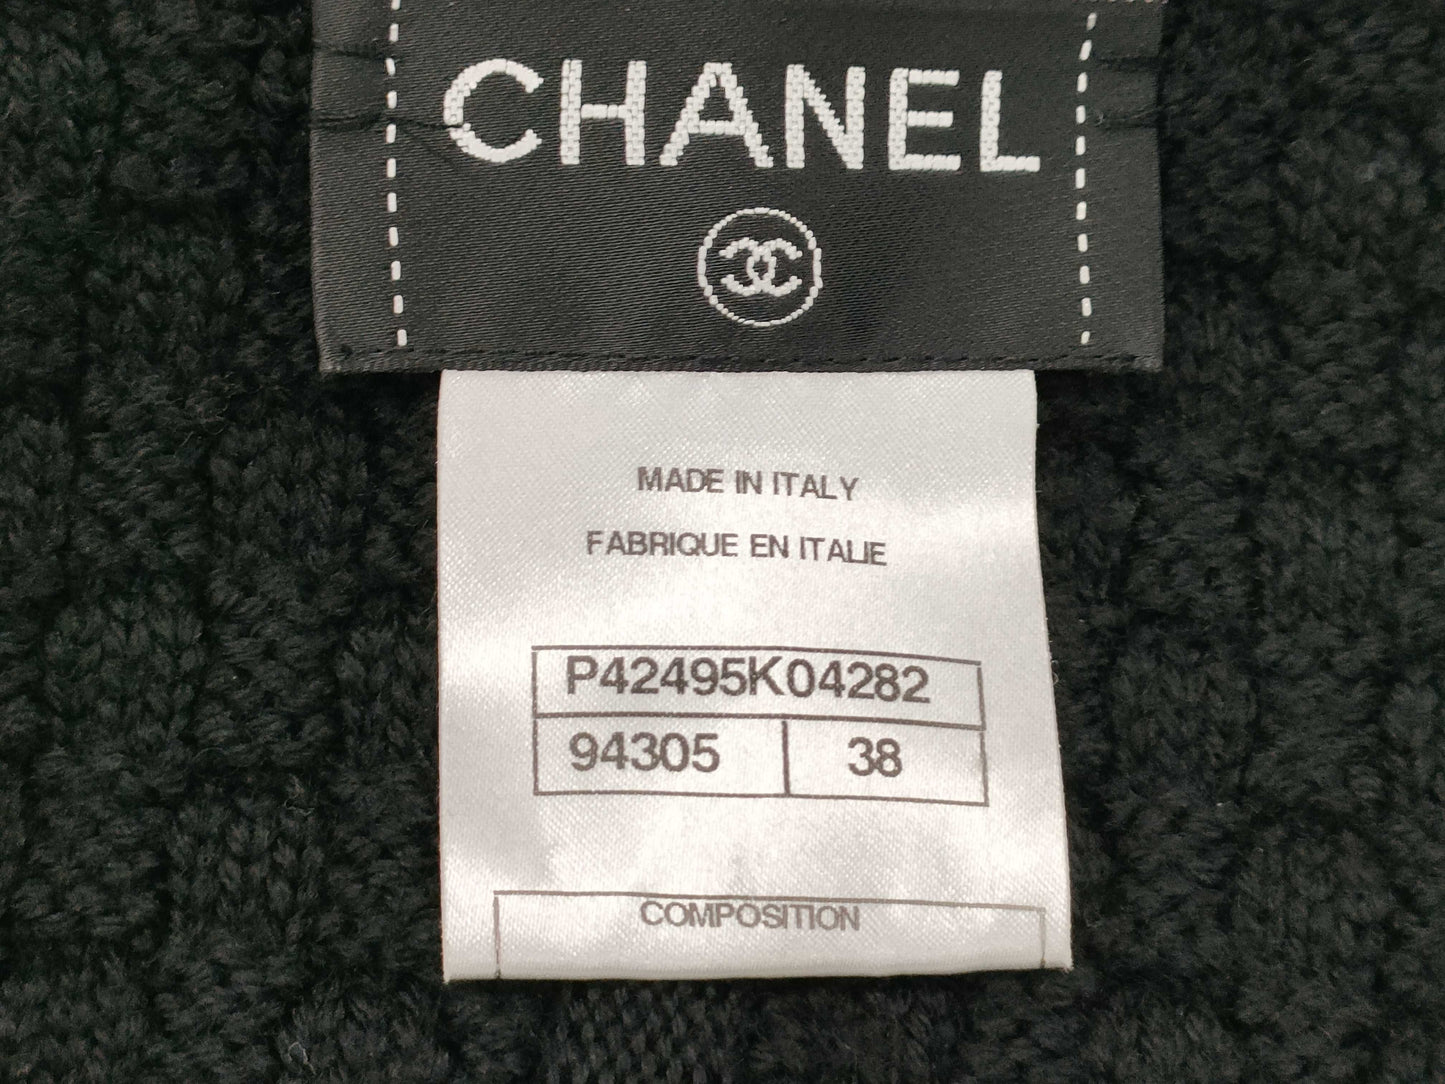 CHANEL
MADE IN ITALY
FABRIQUE EN ITALIE
P42495K04282
94305 38
COMPOSITION